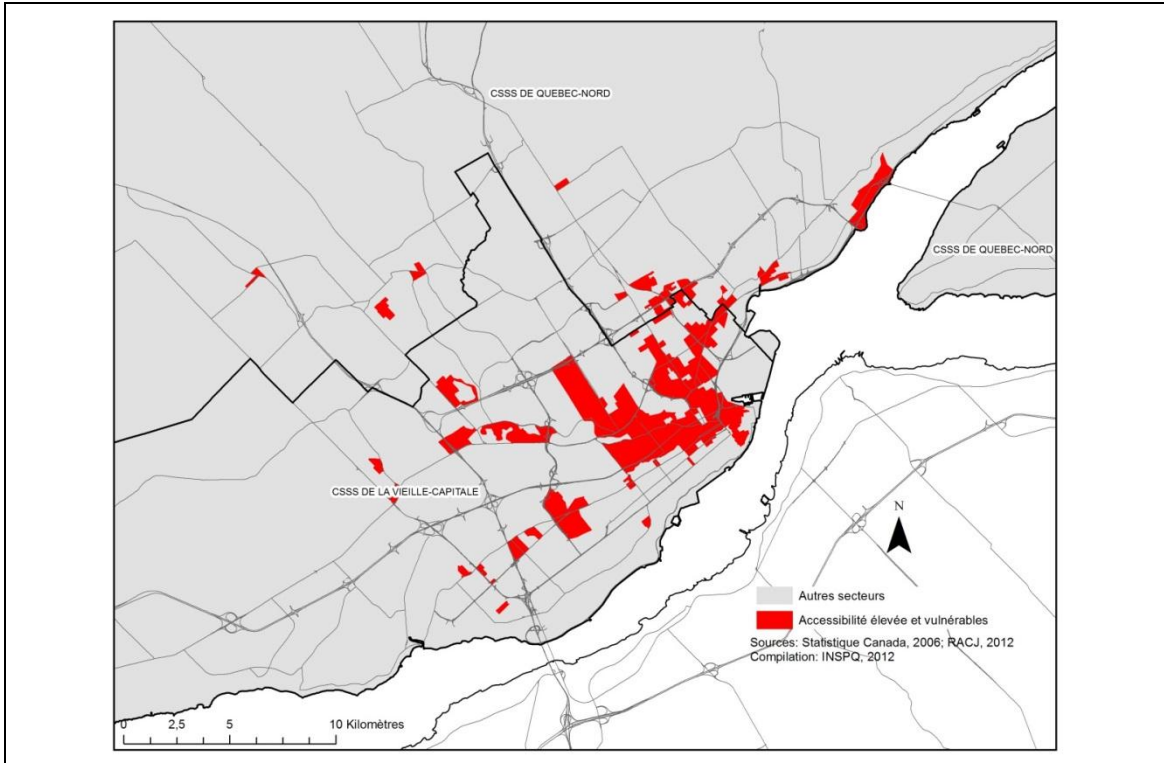 CSSS DE QUEBEC-NORD
CSSS DE QUEBEC-NORD
CSSS DE LA VIEILLE-CAPITALE
N
Autres secteurs
Accessibilité élevée et vulnérables
Sources: Statistique Canada, 2006; RACJ, 2012
Compilation: INSPQ, 2012
0 2,5 5 10 Kilomètres